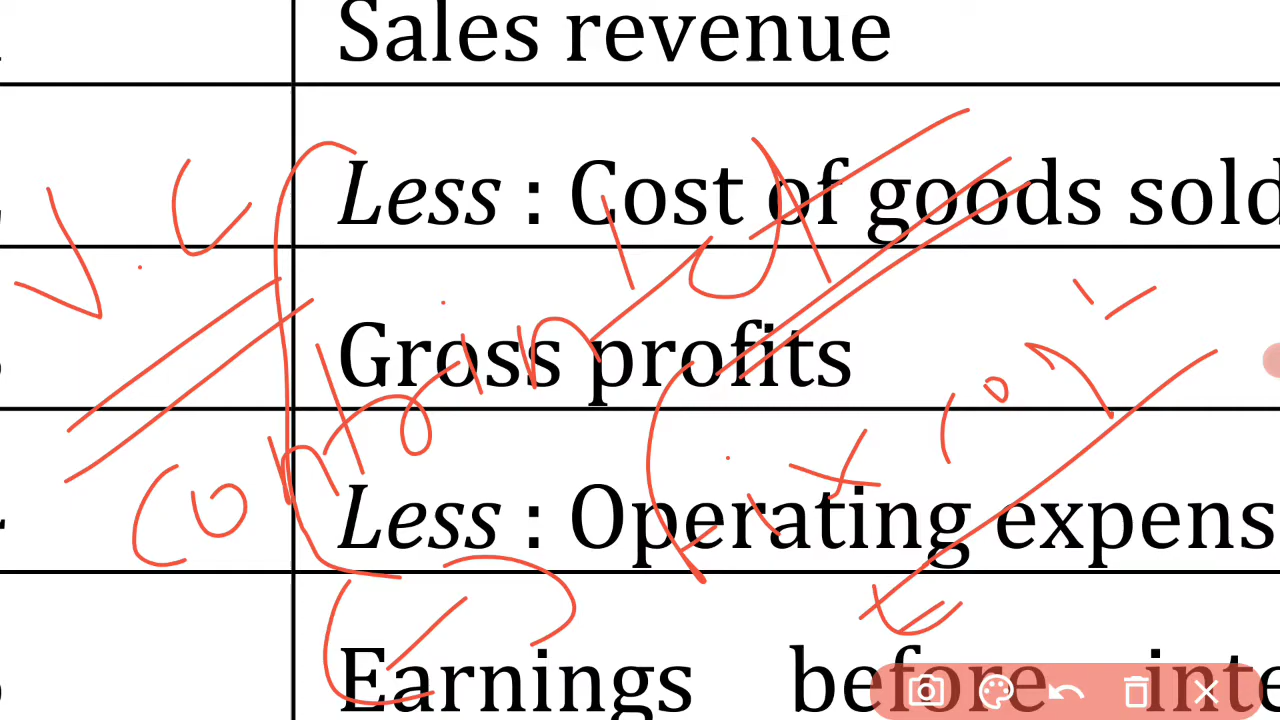 Sales revenue
Less : Cost of goods sold
Gross profits
Less : Operating expens
Earnings before inte
V.C